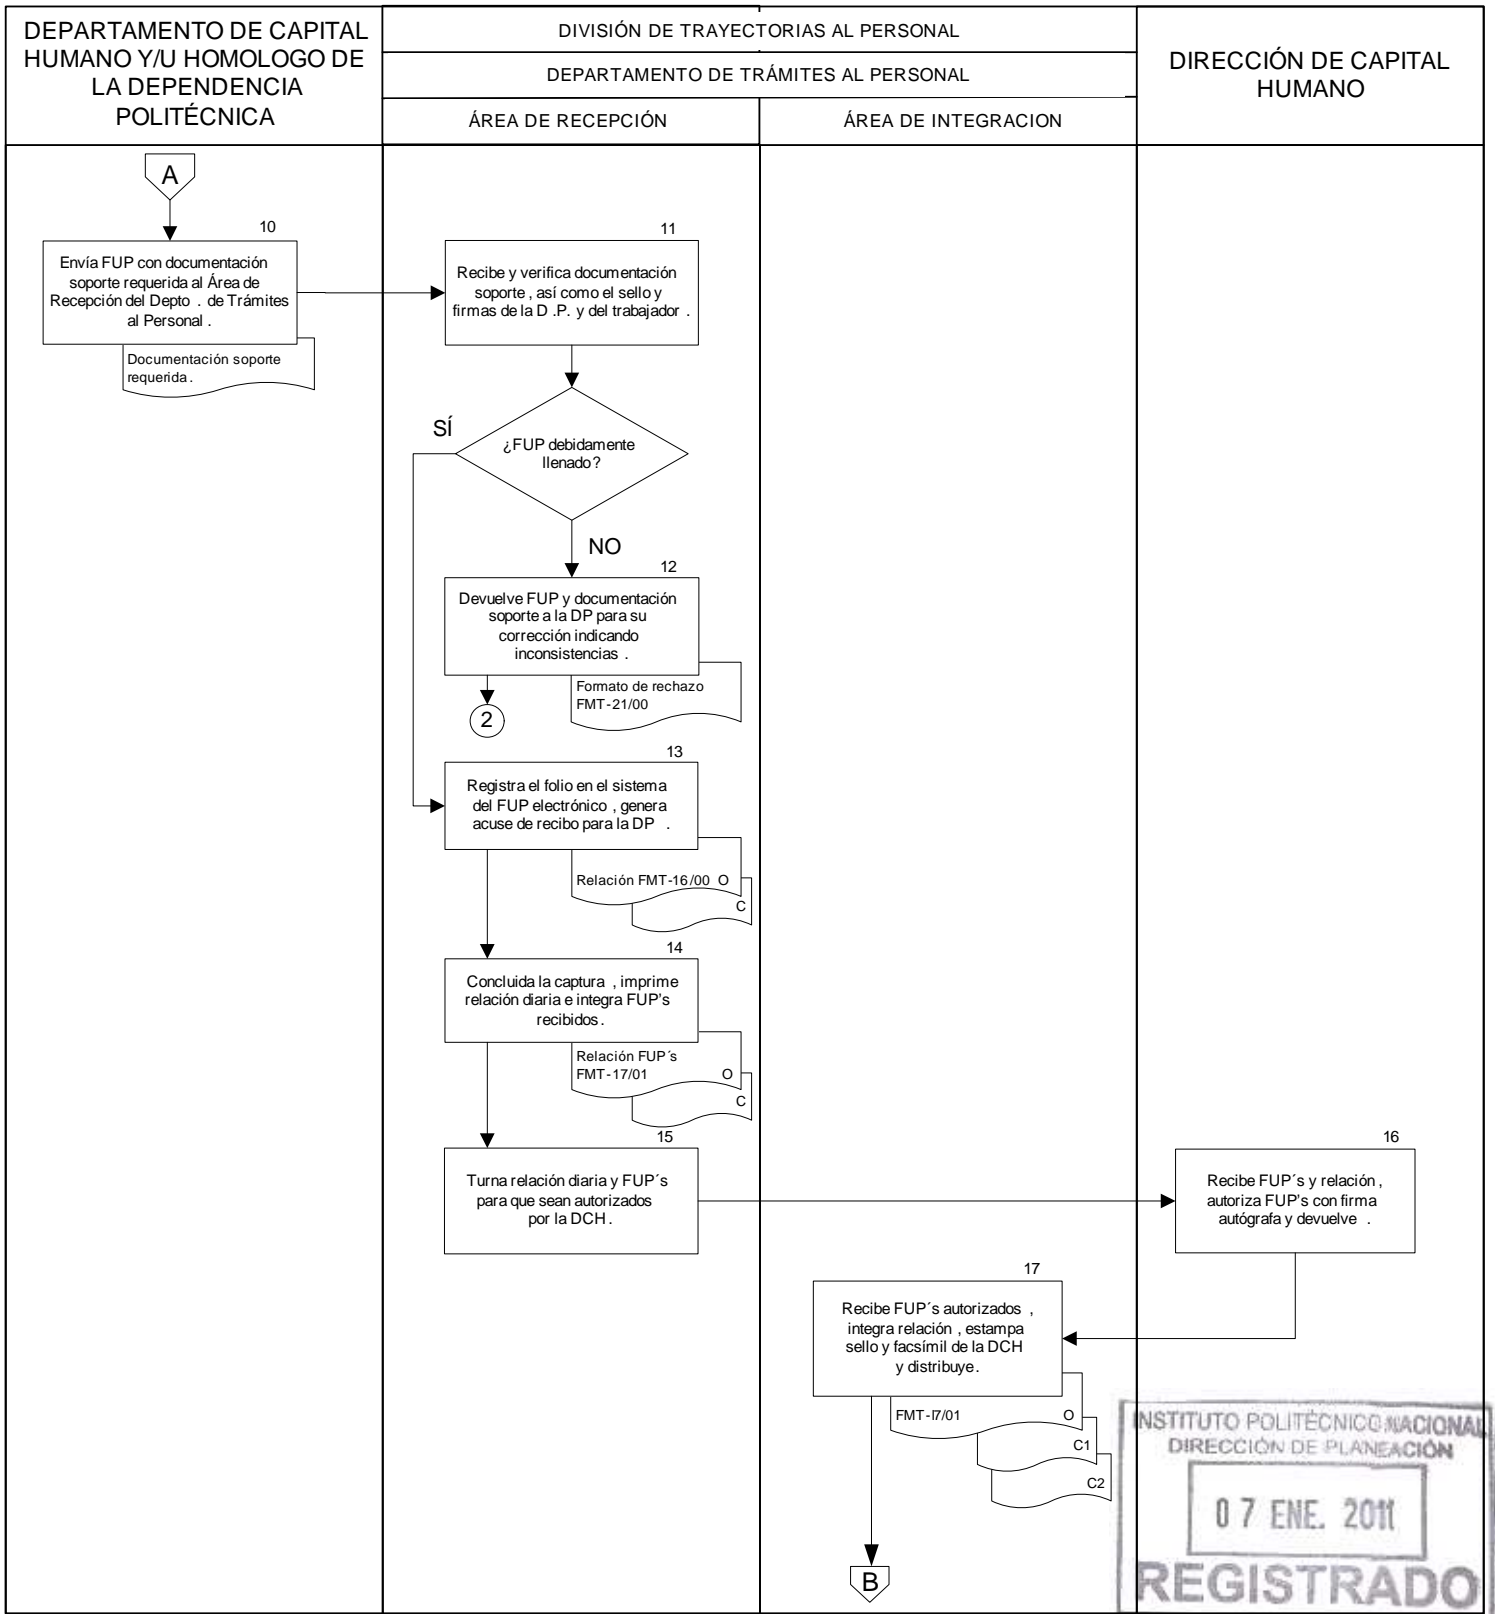 DEPARTAMENTO DE CAPITAL
HUMANO Y/U HOMOLOGO DE
LA DEPENDENCIA
POLITÉCNICA
DIVISIÓN DE TRAYECTORIAS AL PERSONAL
DEPARTAMENTO DE TRÁMITES AL PERSONAL
ÁREA DE RECEPCIÓN
ÁREA DE INTEGRACION
DIRECCIÓN DE CAPITAL
HUMANO
A
10
Envía FUP con documentación
soporte requerida al Área de
Recepción del Depto . de Trámites
al Personal .
Documentación soporte
requerida .
11
Recibe y verifica documentación
soporte , así como el sello y
firmas de la D .P. y del trabajador .
SÍ
¿FUP debidamente
llenado?
NO
12
Devuelve FUP y documentación
soporte a la DP para su
corrección indicando
inconsistencias .
Formato de rechazo
FMT-21/00
2
13
Registra el folio en el sistema
del FUP electrónico , genera
acuse de recibo para la DP .
Relación FMT-16/00 O
C
14
Concluida la captura , imprime
relación diaria e integra FUP's
recibidos .
Relación FUP´s
FMT-17/01 O
C
15
Turna relación diaria y FUP´s
para que sean autorizados
por la DCH .
16
Recibe FUP´s y relación ,
autoriza FUP's con firma
autógrafa y devuelve .
17
Recibe FUP´s autorizados ,
integra relación , estampa
sello y facsímil de la DCH
y distribuye .
FMT-I7/01 O
C1
C2
B
INSTITUTO POLITÉCNICO NACIONAL
DIRECCIÓN DE PLANEACIÓN
0 7 ENE. 2011
REGISTRADO